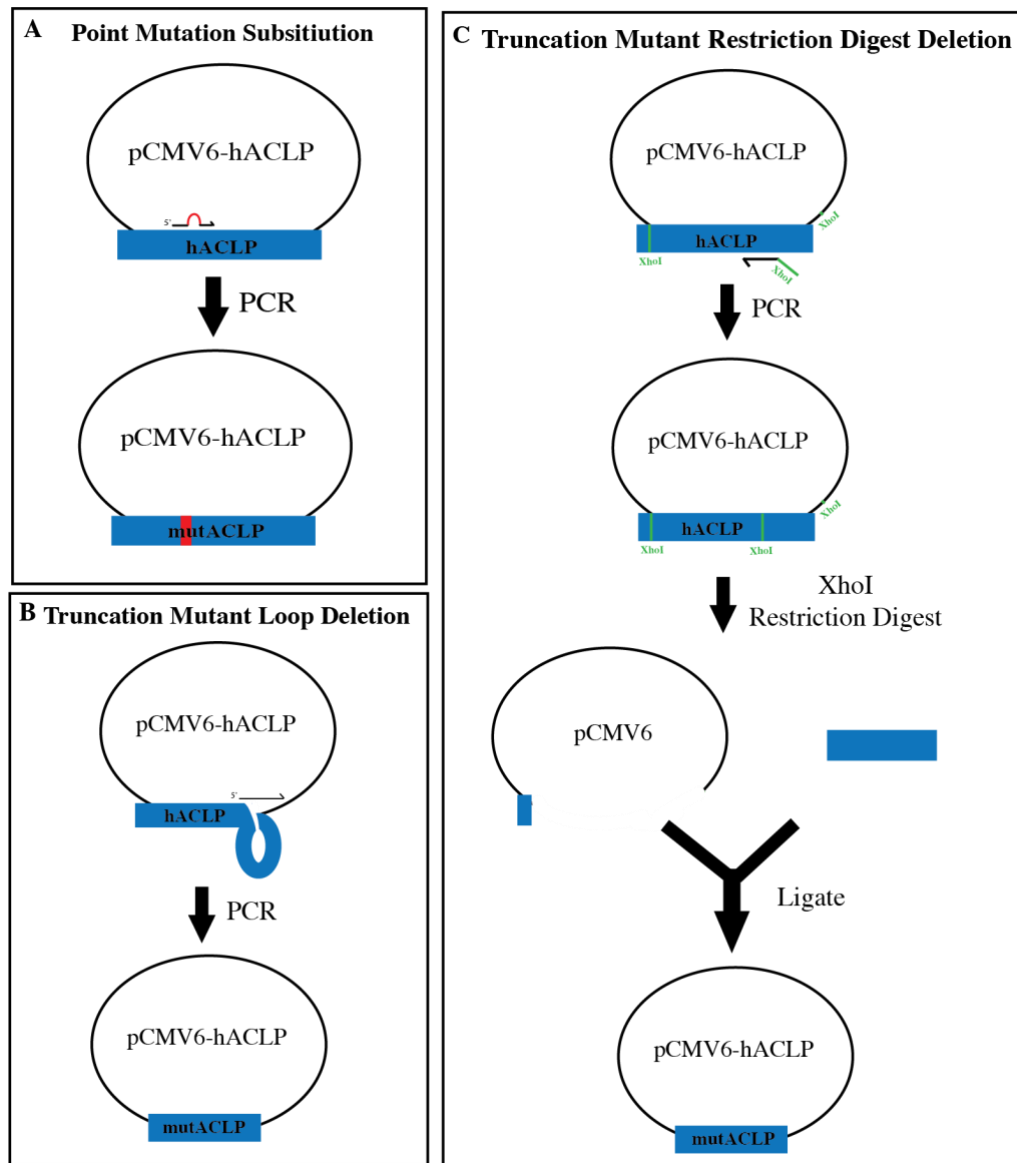 A Point Mutation Subsitiution
pCMV6-hACLP
5'
hACLP
PCR
pCMV6-hACLP
mutACLP
B Truncation Mutant Loop Deletion
pCMV6-hACLP
5'
hACLP
PCR
pCMV6-hACLP
mutACLP
C Truncation Mutant Restriction Digest Deletion
pCMV6-hACLP
XhoI
hACLP
XhoI
XhoI
PCR
pCMV6-hACLP
XhoI
hACLP
XhoI
XhoI
XhoI
Restriction Digest
pCMV6
Ligate
pCMV6-hACLP
mutACLP